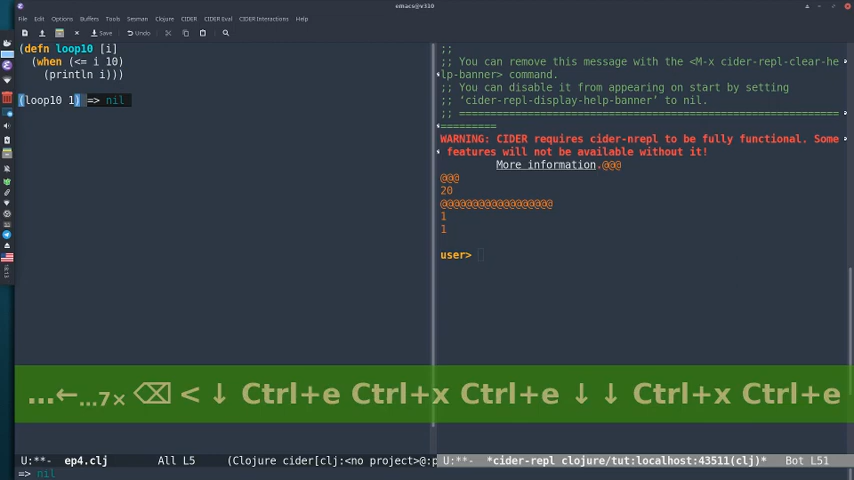 emacs@v310
File Edit Options Buffers Tools Sesman Clojure CIDER CIDER Eval CIDER Interactions Help
Save Undo
(defn loop10 [i]
(when (<= i 10)
(println i)))
(loop10 1) => nil
;;
;; You can remove this message with the <M-x cider-repl-clear-he
lp-banner> command.
;; You can disable it from appearing on start by setting
;; ‘cider-repl-display-help-banner’ to nil.
;; ============================================================
=========
WARNING: CIDER requires cider-nrepl to be fully functional. Some
features will not be available without it!
More information.@@@
@@@
20
@@@@@@@@@@@@@@@@@@
1
1
user>
...←...7× ⌫ < ↓ Ctrl+e Ctrl+x Ctrl+e ↓ ↓ Ctrl+x Ctrl+e
U:**- ep4.clj All L5 (Clojure cider[clj:<no project>@:p
U:**- *cider-repl clojure/tut:localhost:43511(clj)* Bot L51
=> nil